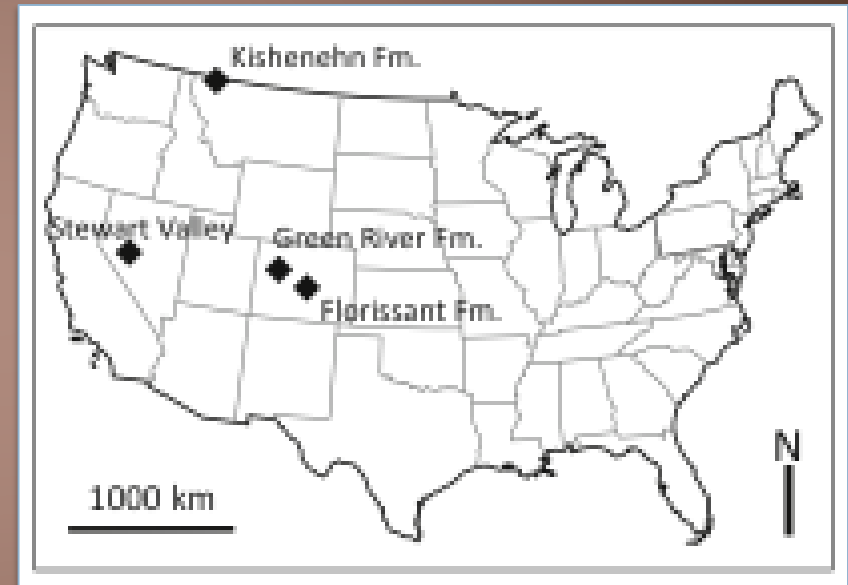 Kishenehn Fm.
Stewart Valley
Green River Fm.
Florissant Fm.
N
1000 km